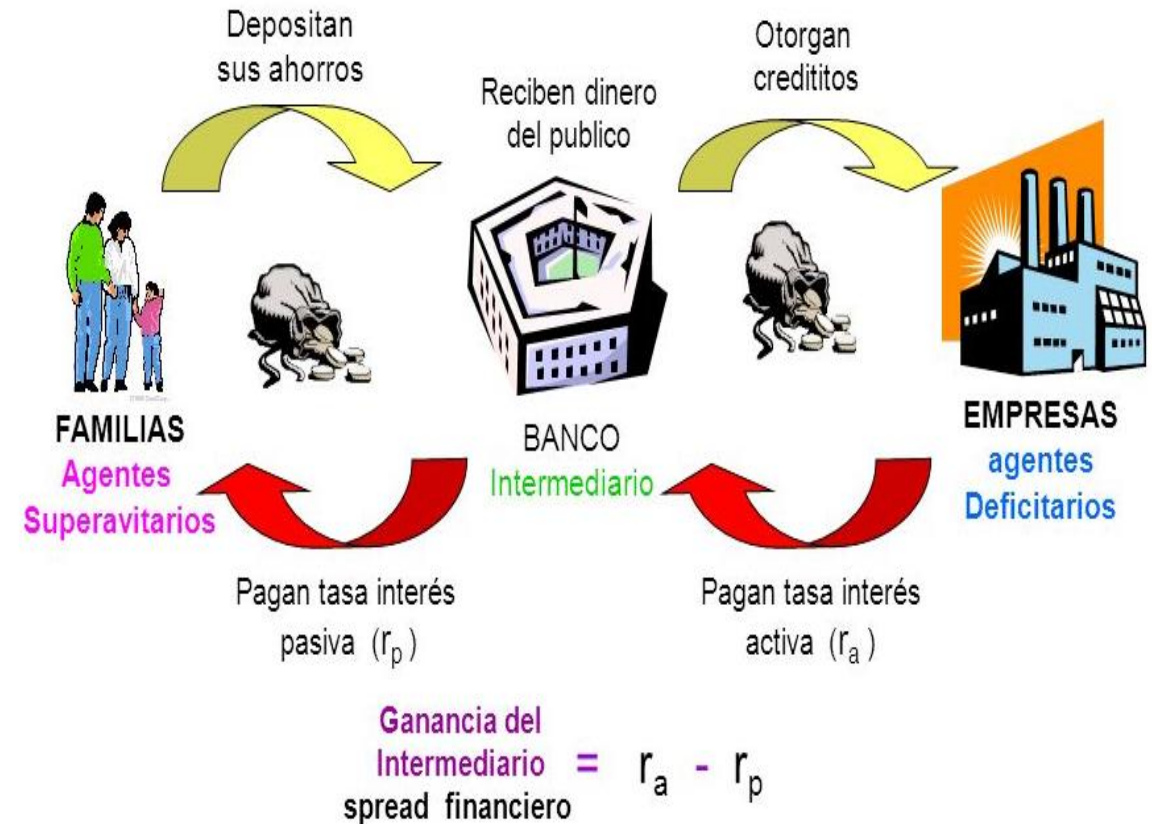 Depositan
sus ahorros
Otorgan
credititos
Reciben dinero
del publico
FAMILIAS
Agentes
Superavitarios
BANCO
Intermediario
EMPRESAS
agentes
Deficitarios
Pagan tasa interés
pasiva (rp)
Pagan tasa interés
activa (ra)
Ganancia del
Intermediario
spread financiero
= ra - rp